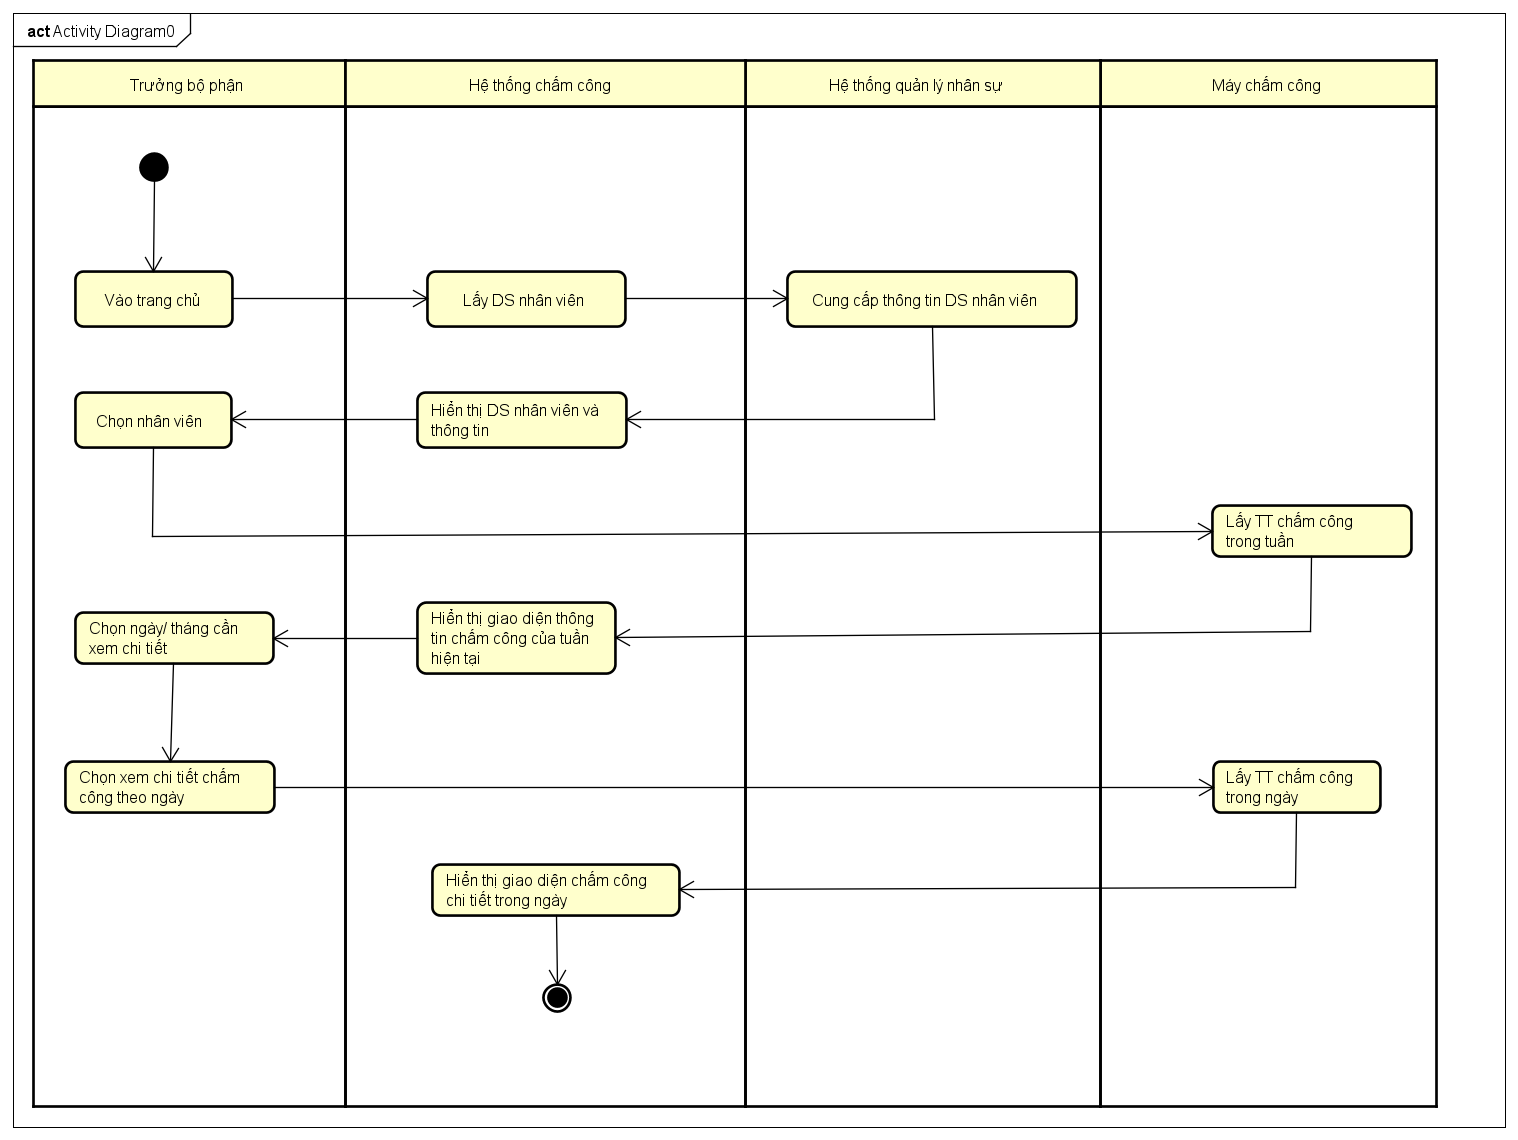 act Activity Diagram0
Trưởng bộ phận
Hệ thống chấm công
Hệ thống quản lý nhân sự
Máy chấm công
Vào trang chủ
Lấy DS nhân viên
Cung cấp thông tin DS nhân viên
Chọn nhân viên
Hiển thị DS nhân viên và
thông tin
Lấy TT chấm công
trong tuần
Chọn ngày/ tháng cần
xem chi tiết
Hiển thị giao diện thông
tin chấm công của tuần
hiện tại
Chọn xem chi tiết chấm
công theo ngày
Lấy TT chấm công
trong ngày
Hiển thị giao diện chấm công
chi tiết trong ngày